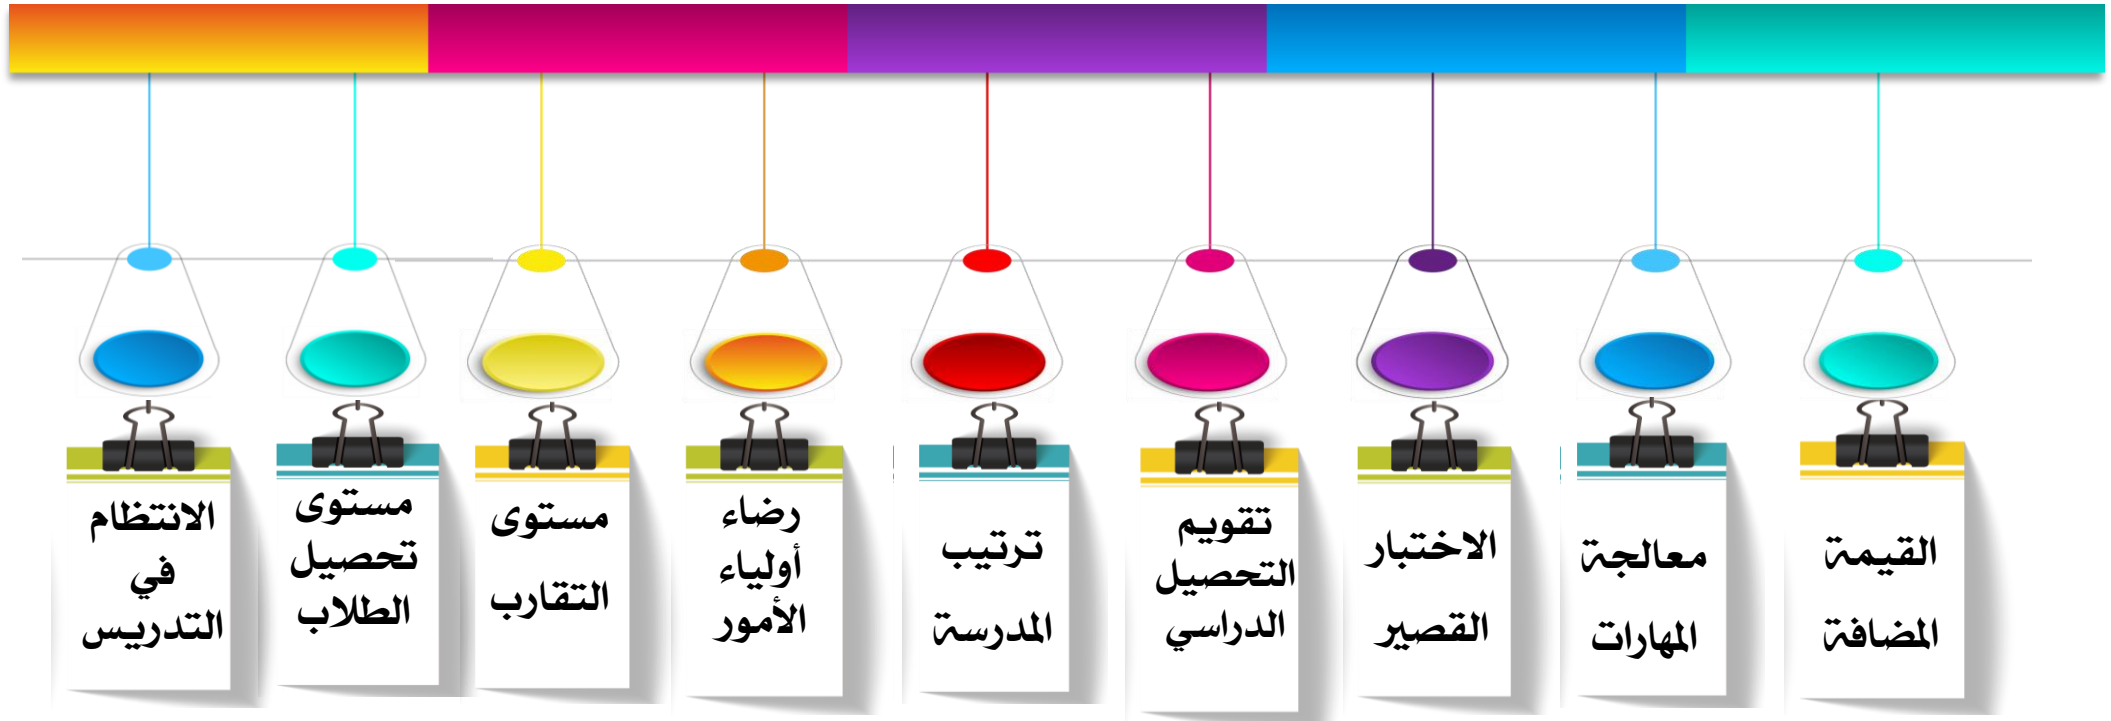 القيمة
المضافة
معالجة
المهارات
الاختبار
القصير
تقويم
التحصيل
الدراسي
ترتيب
المدرسة
رضاء
أولياء
الأمور
مستوى
التقارب
مستوى
تحصيل
الطلاب
الانتظام
في
التدريس